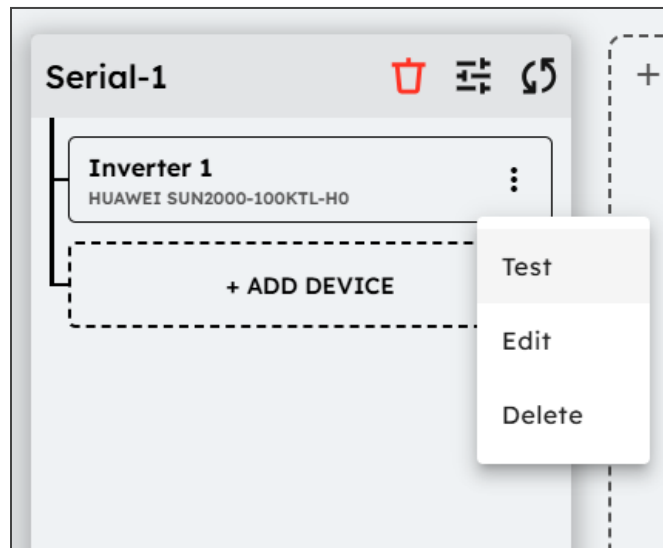 Serial-1
Inverter 1
HUAWEI SUN2000-100KTL-H0
+ ADD DEVICE
Test
Edit
Delete
+